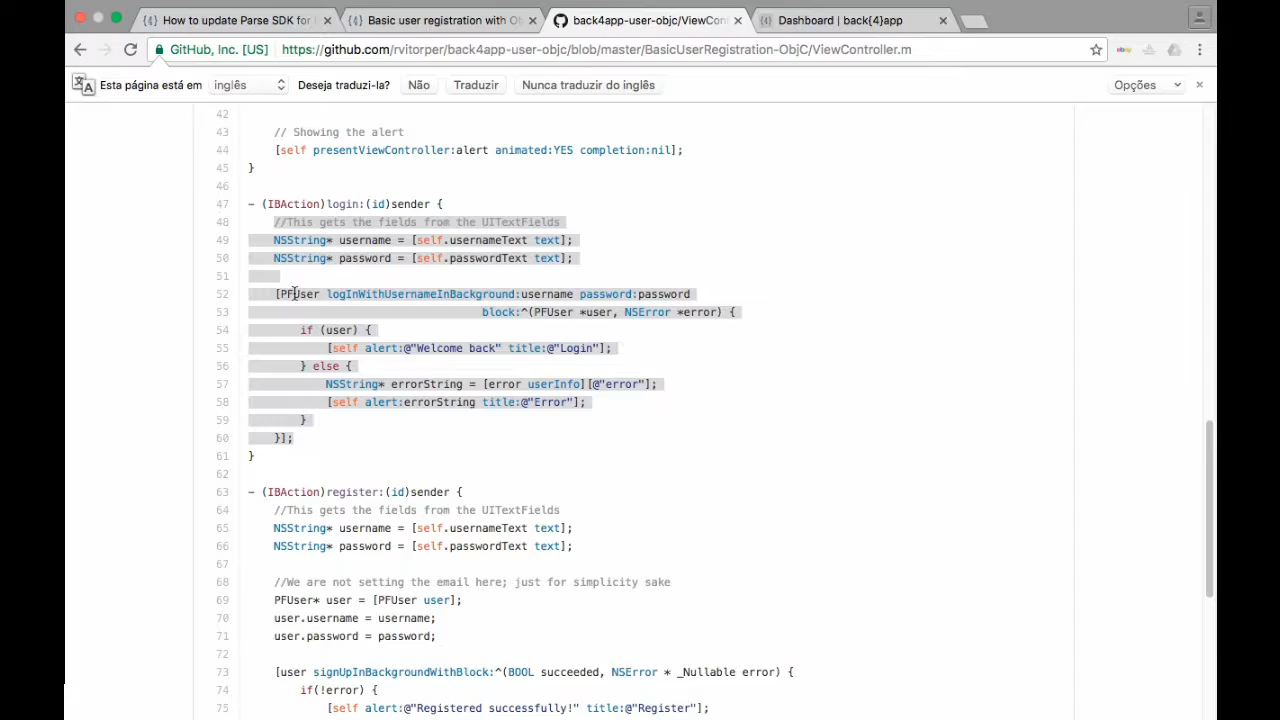 How to update Parse SDK for
Basic user registration with Ob
back4app-user-objc/ViewCont
Dashboard | back{4}app
GitHub, Inc. [US]
https://github.com/rvitorper/back4app-user-objc/blob/master/BasicUserRegistration-ObjC/ViewController.m
Esta página está em inglês Deseja traduzi-la? Não Traduzir Nunca traduzir do inglês Opções
42
43 // Showing the alert
44 [self presentViewController:alert animated:YES completion:nil];
45 }
46
47 - (IBAction)login:(id)sender {
48 //This gets the fields from the UITextFields
49 NSString* username = [self.usernameText text];
50 NSString* password = [self.passwordText text];
51
52 [PFUser logInWithUsernameInBackground:username password:password
53 block:^(PFUser *user, NSError *error) {
54 if (user) {
55 [self alert:@"Welcome back" title:@"Login"];
56 } else {
57 NSString* errorString = [error userInfo][@"error"];
58 [self alert:errorString title:@"Error"];
59 }
60 }];
61 }
62
63 - (IBAction)register:(id)sender {
64 //This gets the fields from the UITextFields
65 NSString* username = [self.usernameText text];
66 NSString* password = [self.passwordText text];
67
68 //We are not setting the email here; just for simplicity sake
69 PFUser* user = [PFUser user];
70 user.username = username;
71 user.password = password;
72
73 [user signUpInBackgroundWithBlock:^(BOOL succeeded, NSError * _Nullable error) {
74 if(!error) {
75 [self alert:@"Registered successfully!" title:@"Register"];